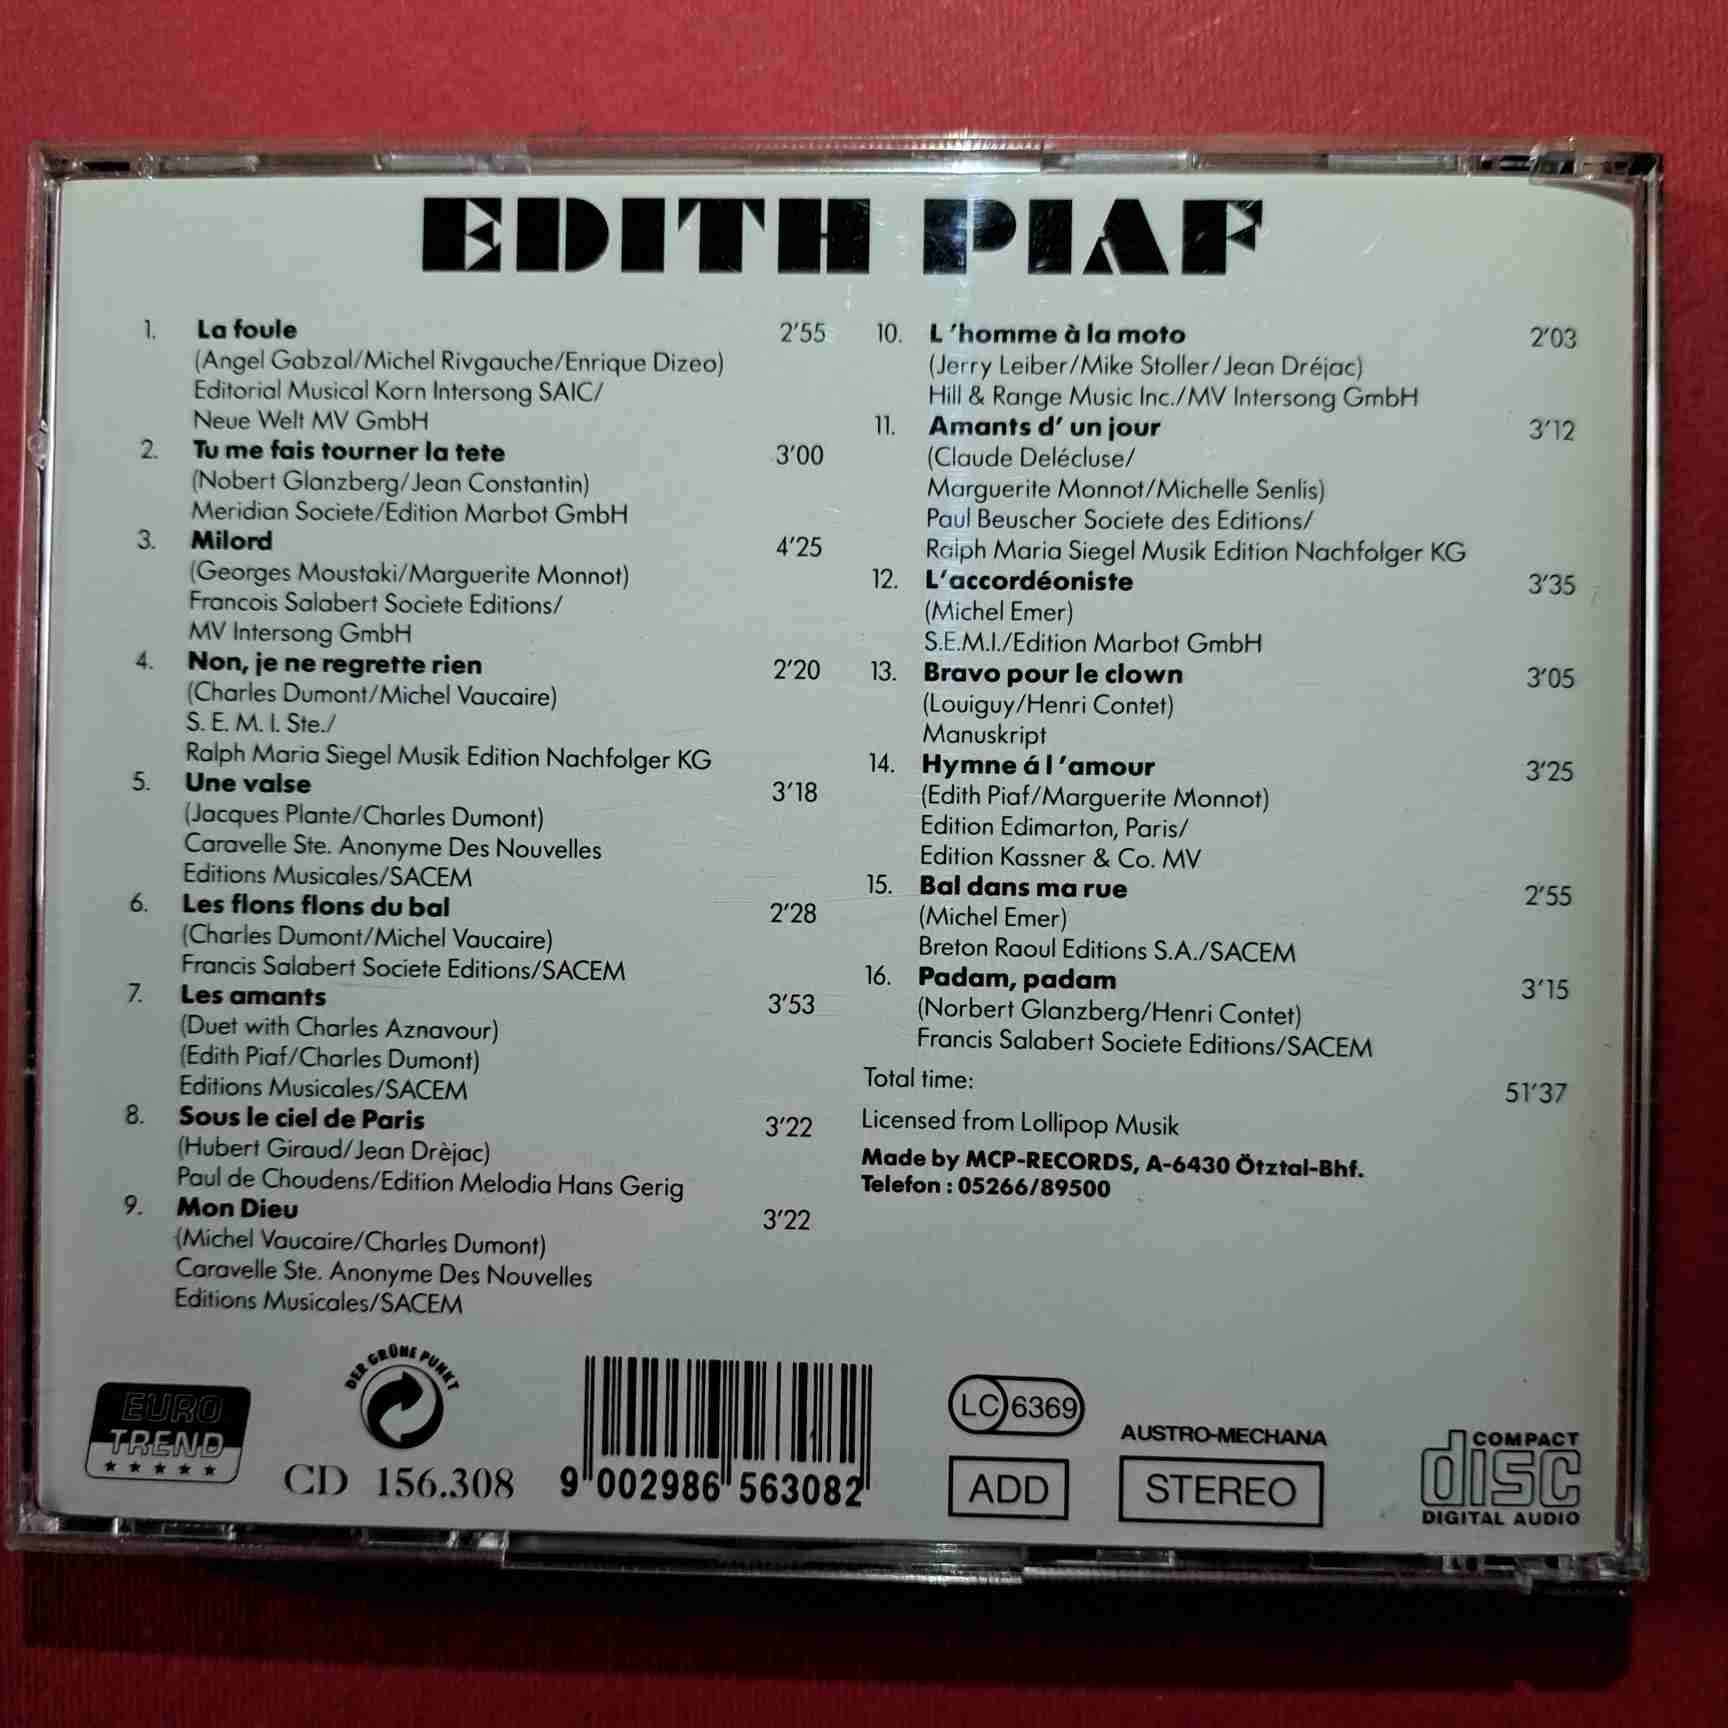 EDITH PIAF
1. La foule 2'55
(Angel Gabzal/Michel Rivgauche/Enrique Dizeo)
Editorial Musical Korn Intersong SAIC/
Neue Welt MV GmbH
2. Tu me fais tourner la tete 3'00
(Nobert Glanzberg/Jean Constantin)
Meridian Societe/Edition Marbot GmbH
3. Milord 4'25
(Georges Moustaki/Marguerite Monnot)
Francois Salabert Societe Editions/
MV Intersong GmbH
4. Non, je ne regrette rien 2'20
(Charles Dumont/Michel Vaucaire)
S. E. M. I. Ste./
Ralph Maria Siegel Musik Edition Nachfolger KG
5. Une valse 3'18
(Jacques Plante/Charles Dumont)
Caravelle Ste. Anonyme Des Nouvelles
Editions Musicales/SACEM
6. Les flons flons du bal 2'28
(Charles Dumont/Michel Vaucaire)
Francis Salabert Societe Editions/SACEM
7. Les amants 3'53
(Duet with Charles Aznavour)
(Edith Piaf/Charles Dumont)
Editions Musicales/SACEM
8. Sous le ciel de Paris 3'22
(Hubert Giraud/Jean Drèjac)
Paul de Choudens/Edition Melodia Hans Gerig
9. Mon Dieu 3'22
(Michel Vaucaire/Charles Dumont)
Caravelle Ste. Anonyme Des Nouvelles
Editions Musicales/SACEM
10. L 'homme à la moto 2'03
(Jerry Leiber/Mike Stoller/Jean Dréjac)
Hill & Range Music Inc./MV Intersong GmbH
11. Amants d' un jour 3'12
(Claude Delécluse/
Marguerite Monnot/Michelle Senlis)
Paul Beuscher Societe des Editions/
Ralph Maria Siegel Musik Edition Nachfolger KG
12. L'accordéoniste 3'35
(Michel Emer)
S.E.M.I./Edition Marbot GmbH
13. Bravo pour le clown 3'05
(Louiguy/Henri Contet)
Manuskript
14. Hymne á l 'amour 3'25
(Edith Piaf/Marguerite Monnot)
Edition Edimarton, Paris/
Edition Kassner & Co. MV
15. Bal dans ma rue 2'55
(Michel Emer)
Breton Raoul Editions S.A./SACEM
16. Padam, padam 3'15
(Norbert Glanzberg/Henri Contet)
Francis Salabert Societe Editions/SACEM
Total time: 51'37
Licensed from Lollipop Musik
Made by MCP-RECORDS, A-6430 Ötztal-Bhf.
Telefon : 05266/89500
EURO
TREND
DER GRÜNE PUNKT
CD 156.308
9 002986 563082
LC 6369
ADD
AUSTRO-MECHANA
STEREO
COMPACT
disc
DIGITAL AUDIO